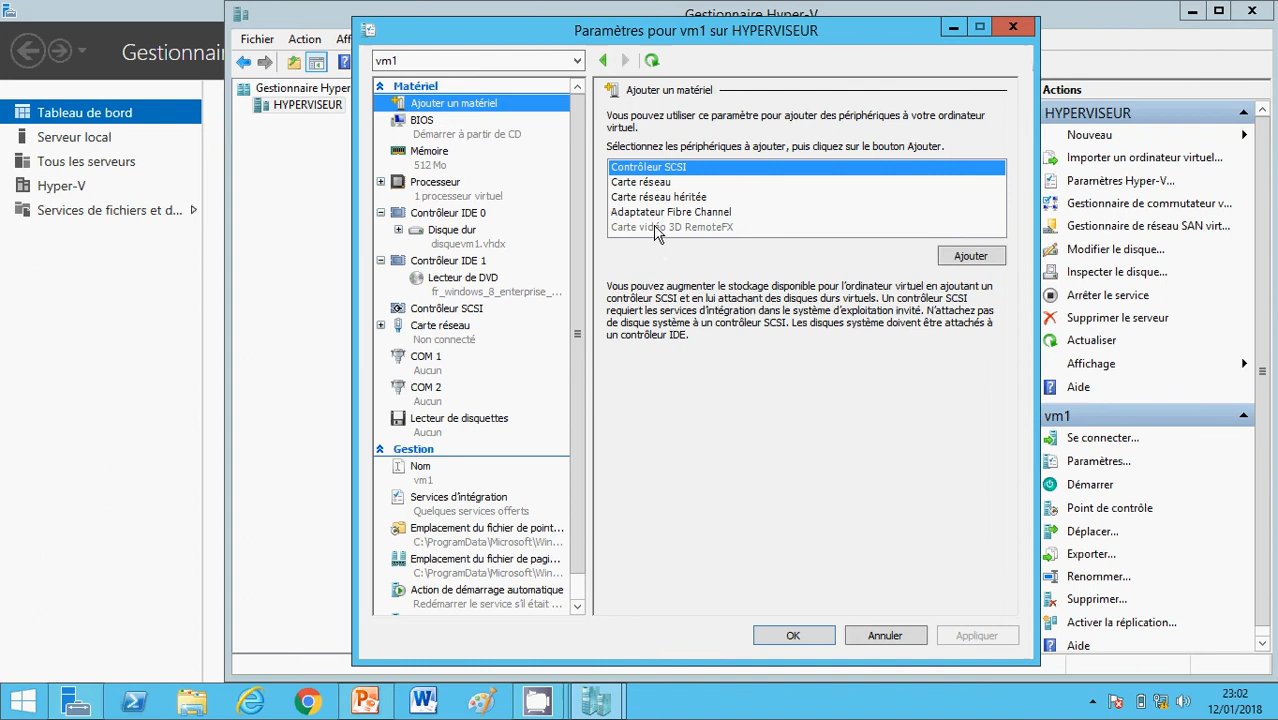 Gestionnaire Hyper-V
Gestionnaire
Tableau de bord
Serveur local
Tous les serveurs
Hyper-V
Services de fichiers et d...
Fichier
Action
Gestionnaire Hyper
HYPERVISEUR
Paramètres pour vm1 sur HYPERVISEUR
vm1
Matériel
Ajouter un matériel
BIOS
Démarrer à partir de CD
Mémoire
512 Mo
Processeur
1 processeur virtuel
Contrôleur IDE 0
Disque dur
disquevm1.vhdx
Contrôleur IDE 1
Lecteur de DVD
fr_windows_8_enterprise_...
Contrôleur SCSI
Carte réseau
Non connecté
COM 1
Aucun
COM 2
Aucun
Lecteur de disquettes
Aucun
Gestion
Nom
vm1
Services d'intégration
Quelques services offerts
Emplacement du fichier de point...
C:\ProgramData\Microsoft\Win...
Emplacement du fichier de pagi...
C:\ProgramData\Microsoft\Win...
Action de démarrage automatique
Redémarrer le service s'il était ...
Ajouter un matériel
Vous pouvez utiliser ce paramètre pour ajouter des périphériques à votre ordinateur
virtuel.
Sélectionnez les périphériques à ajouter, puis cliquez sur le bouton Ajouter.
Contrôleur SCSI
Carte réseau
Carte réseau héritée
Adaptateur Fibre Channel
Carte vidéo 3D RemoteFX
Ajouter
Vous pouvez augmenter le stockage disponible pour l'ordinateur virtuel en ajoutant un
contrôleur SCSI et en lui attachant des disques durs virtuels. Un contrôleur SCSI
requiert les services d'intégration dans le système d'exploitation invité. N'attachez pas
de disque système à un contrôleur SCSI. Les disques système doivent être attachés à
un contrôleur IDE.
OK
Annuler
Appliquer
Actions
HYPERVISEUR
Nouveau
Importer un ordinateur virtuel...
Paramètres Hyper-V...
Gestionnaire de commutateur v...
Gestionnaire de réseau SAN virt...
Modifier le disque...
Inspecter le disque...
Arrêter le service
Supprimer le serveur
Actualiser
Affichage
Aide
vm1
Se connecter...
Paramètres...
Démarrer
Point de contrôle
Déplacer...
Exporter...
Renommer...
Supprimer...
Activer la réplication...
Aide
23:02
12/01/2018